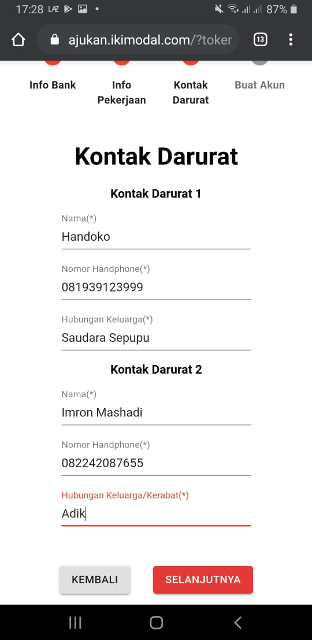 17:28 LAZ 87%
ajukan.ikimodal.com/?toker 13
Info Bank Info Pekerjaan Kontak Darurat Buat Akun
Kontak Darurat
Kontak Darurat 1
Nama(*)
Handoko
Nomor Handphone(*)
081939123999
Hubungan Keluarga(*)
Saudara Sepupu
Kontak Darurat 2
Nama(*)
Imron Mashadi
Nomor Handphone(*)
082242087655
Hubungan Keluarga/Kerabat(*)
Adik
KEMBALI SELANJUTNYA